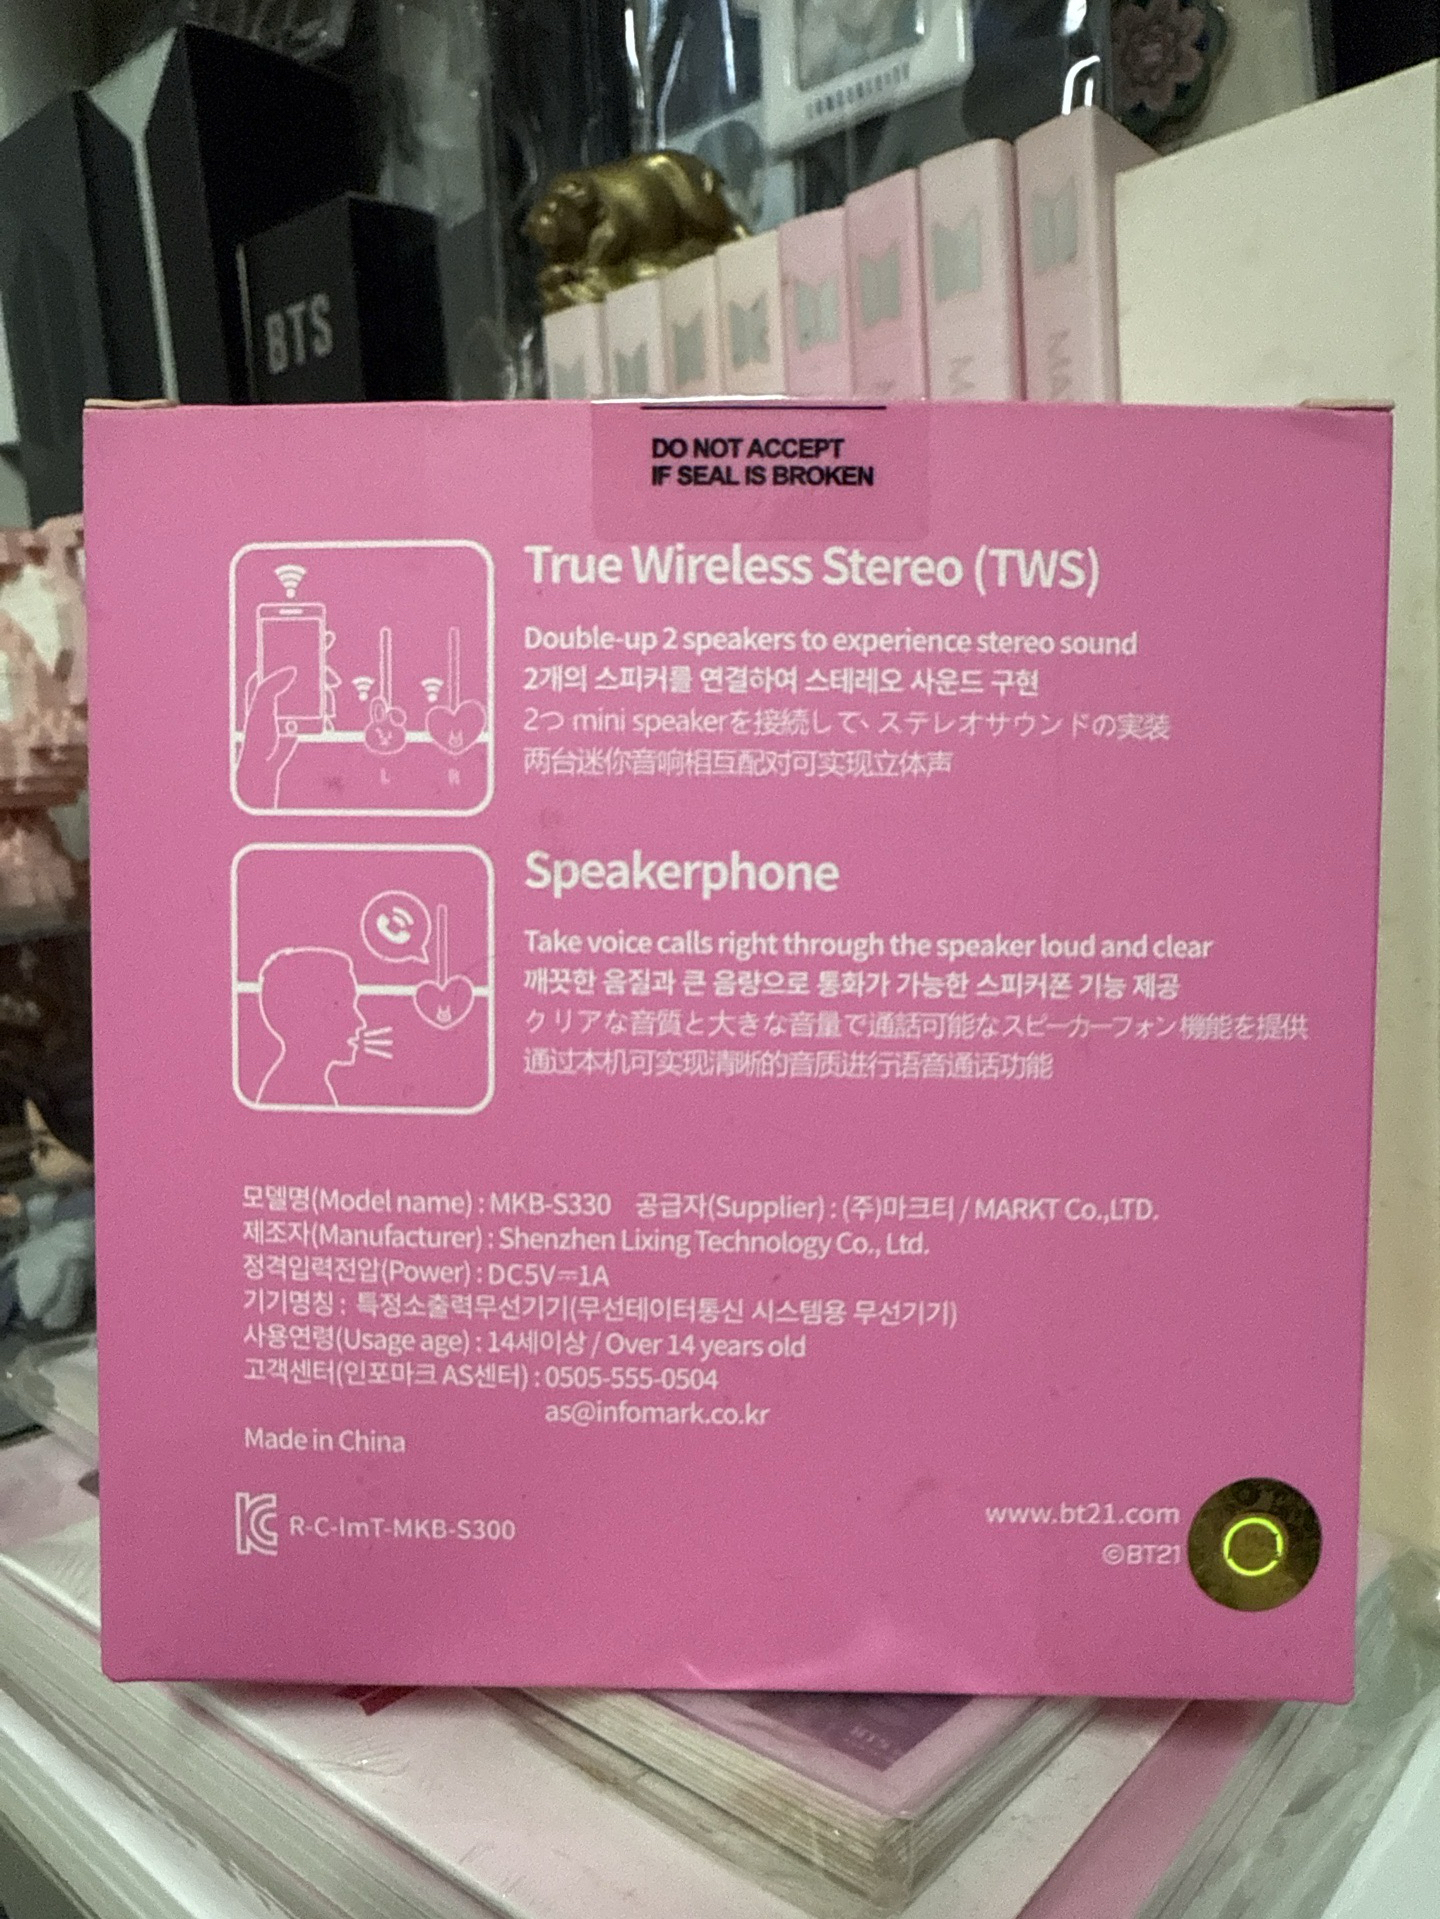 BTS
DO NOT ACCEPT
IF SEAL IS BROKEN
True Wireless Stereo (TWS)
Double-up 2 speakers to experience stereo sound
2개의 스피커를 연결하여 스테레오 사운드 구현
2つ mini speakerを接続して、ステレオサウンドの実装
两台迷你音响相互配对可实现立体声
L R
Speakerphone
Take voice calls right through the speaker loud and clear
깨끗한 음질과 큰 음량으로 통화가 가능한 스피커폰 기능 제공
クリアな音質と大きな音量で通話可能なスピーカーフォン機能を提供
通过本机可实现清晰的音质进行语音通话功能
모델명(Model name) : MKB-S330 공급자(Supplier) : (주)마크티 / MARKT Co.,LTD.
제조자(Manufacturer) : Shenzhen Lixing Technology Co., Ltd.
정격입력전압(Power) : DC5V⎓1A
기기명칭 : 특정소출력무선기기(무선데이터통신 시스템용 무선기기)
사용연령(Usage age) : 14세이상 / Over 14 years old
고객센터(인포마크 AS센터) : 0505-555-0504
as@infomark.co.kr
Made in China
R-C-ImT-MKB-S300
www.bt21.com
©BT21